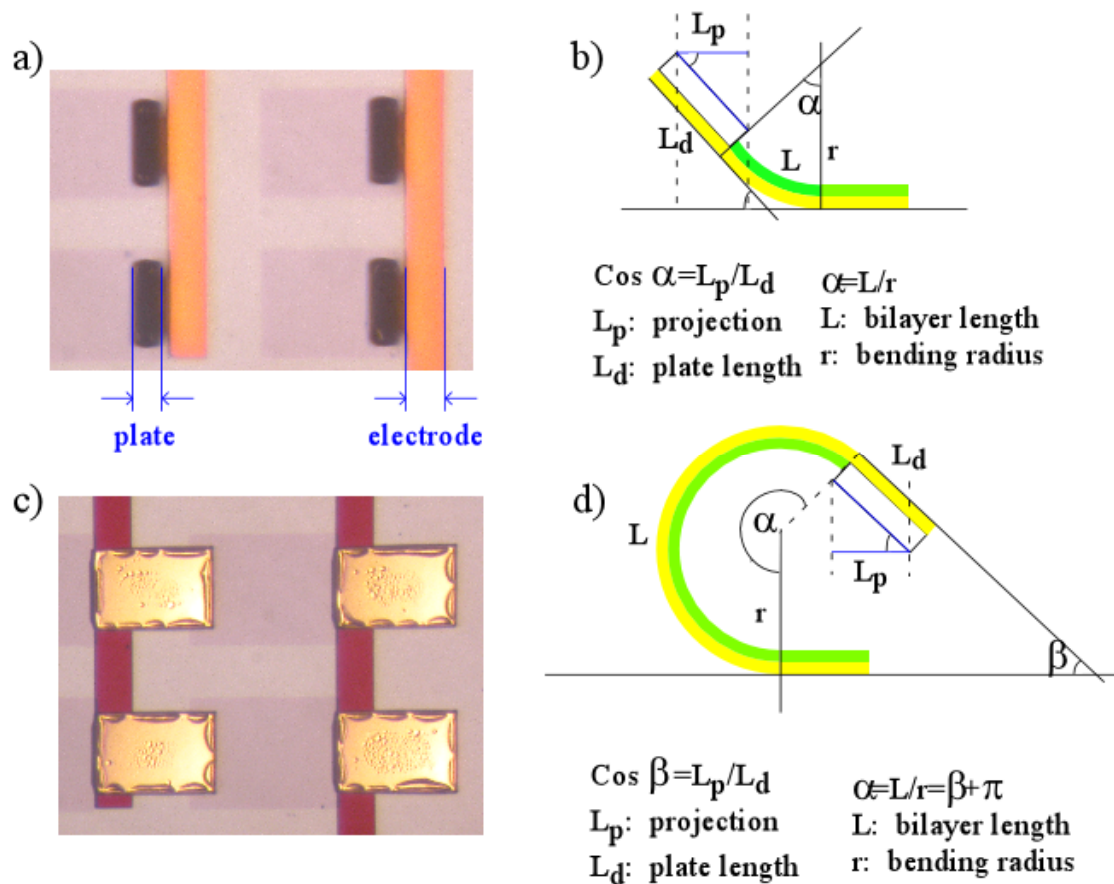 a)
plate
electrode
b)
Lp
α
Ld
L
r
Cos α=Lp/Ld
α=L/r
Lp: projection
L: bilayer length
Ld: plate length
r: bending radius
c)
d)
Ld
L
α
Lp
r
β
Cos β=Lp/Ld
α=L/r=β+π
Lp: projection
L: bilayer length
Ld: plate length
r: bending radius